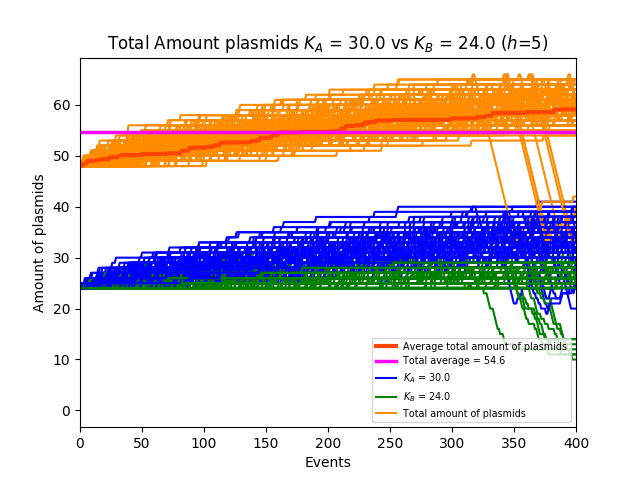 Total Amount plasmids K_A = 30.0 vs K_B = 24.0 (h=5)
Amount of plasmids
60
50
40
30
20
10
0
0 50 100 150 200 250 300 350 400
Events
Average total amount of plasmids
Total average = 54.6
K_A = 30.0
K_B = 24.0
Total amount of plasmids